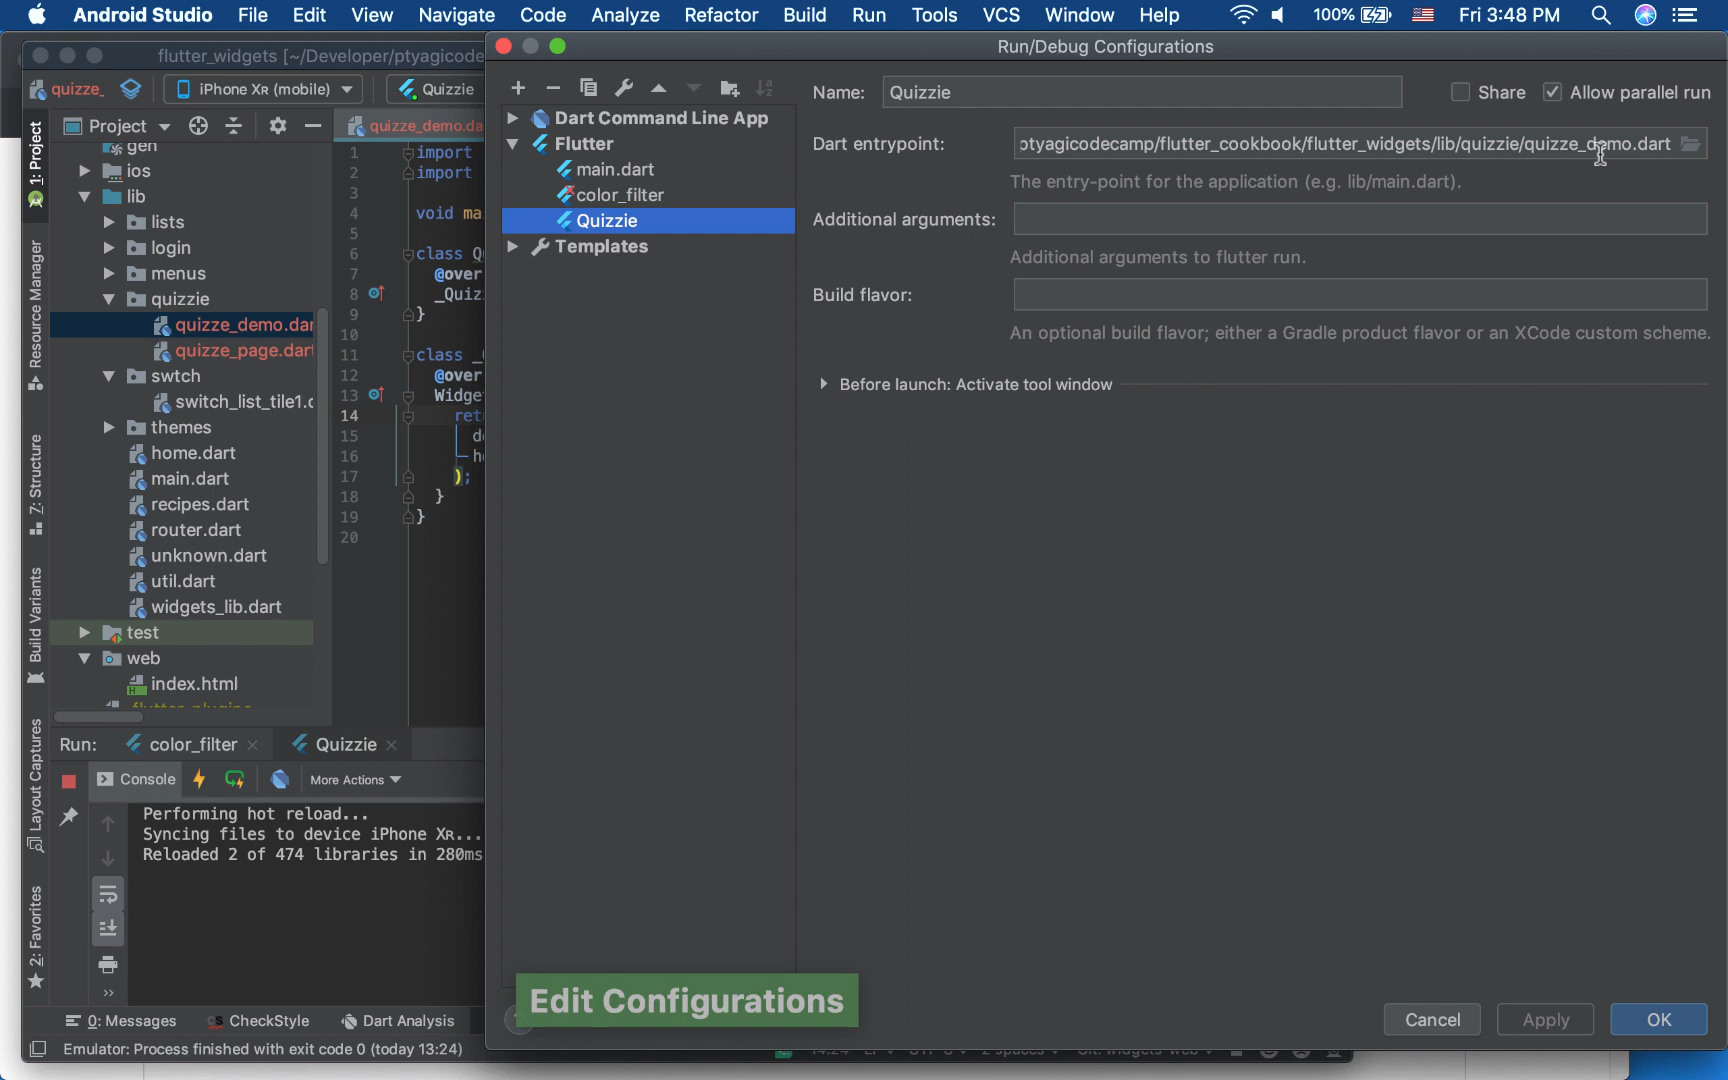 Android Studio File Edit View Navigate Code Analyze Refactor Build Run Tools VCS Window Help 100% Fri 3:48 PM
flutter_widgets [~/Developer/ptyagicode
Run/Debug Configurations
quizze_ iPhone XR (mobile) Quizzie
Project quizze_demo.da
1: Project
Resource Manager
Z: Structure
Build Variants
Layout Captures
2: Favorites
gen
ios
lib
lists
login
menus
quizzie
quizze_demo.dar
quizze_page.dart
swtch
switch_list_tile1.c
themes
home.dart
main.dart
recipes.dart
router.dart
unknown.dart
util.dart
widgets_lib.dart
test
web
index.html
.flutter-plugins
1 import
2 import
3
4 void ma
5
6 class Q
7 @over
8 _Quiz
9 }
10
11 class _
12 @over
13 Widge
14 ret
15 de
16 h
17 );
18 }
19 }
20
Dart Command Line App
Flutter
main.dart
color_filter
Quizzie
Templates
Name: Quizzie Share Allow parallel run
Dart entrypoint: ptyagicodecamp/flutter_cookbook/flutter_widgets/lib/quizzie/quizze_demo.dart
The entry-point for the application (e.g. lib/main.dart).
Additional arguments:
Additional arguments to flutter run.
Build flavor:
An optional build flavor; either a Gradle product flavor or an XCode custom scheme.
Before launch: Activate tool window
Run: color_filter Quizzie
Console More Actions
Performing hot reload...
Syncing files to device iPhone XR...
Reloaded 2 of 474 libraries in 280ms
Edit Configurations
Cancel Apply OK
0: Messages CheckStyle Dart Analysis
Emulator: Process finished with exit code 0 (today 13:24)